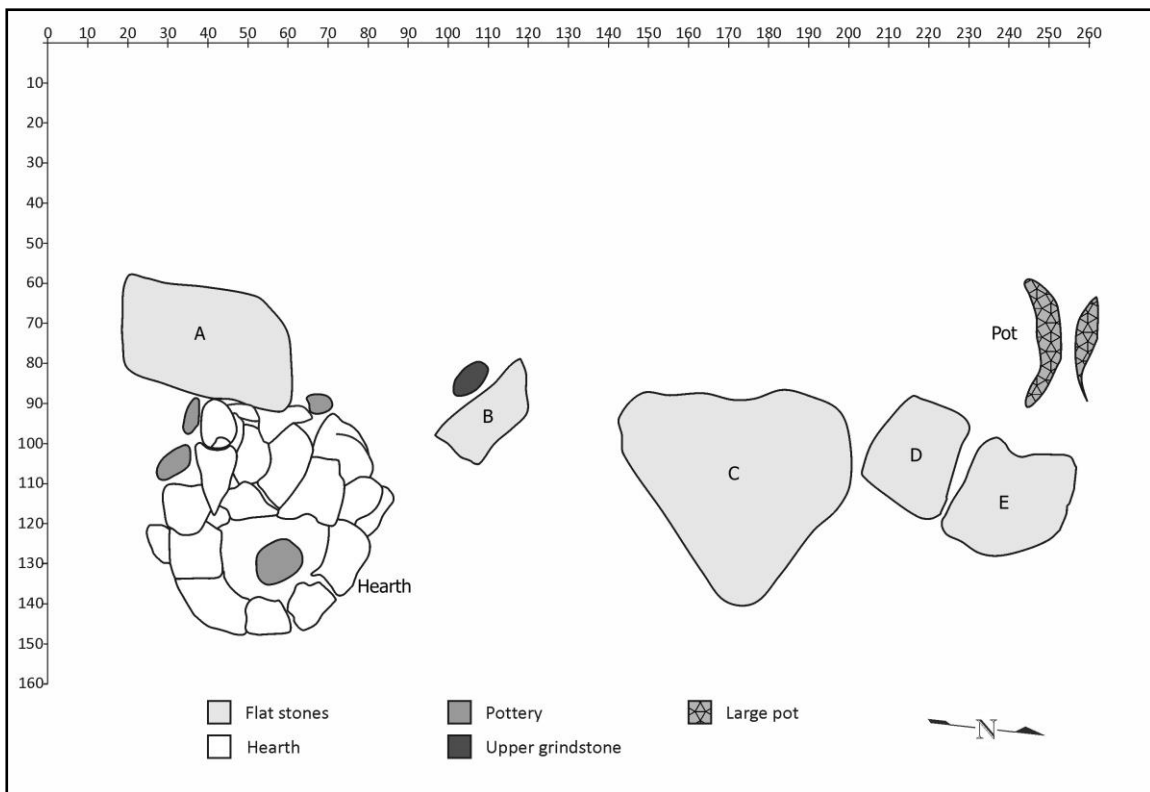 0 10 20 30 40 50 60 70 80 90 100 110 120 130 140 150 160 170 180 190 200 210 220 230 240 250 260
10
20
30
40
50
60
70
80
90
100
110
120
130
140
150
160
A
Pot
B
C
D
E
Hearth
Flat stones Pottery Large pot
Hearth Upper grindstone
N